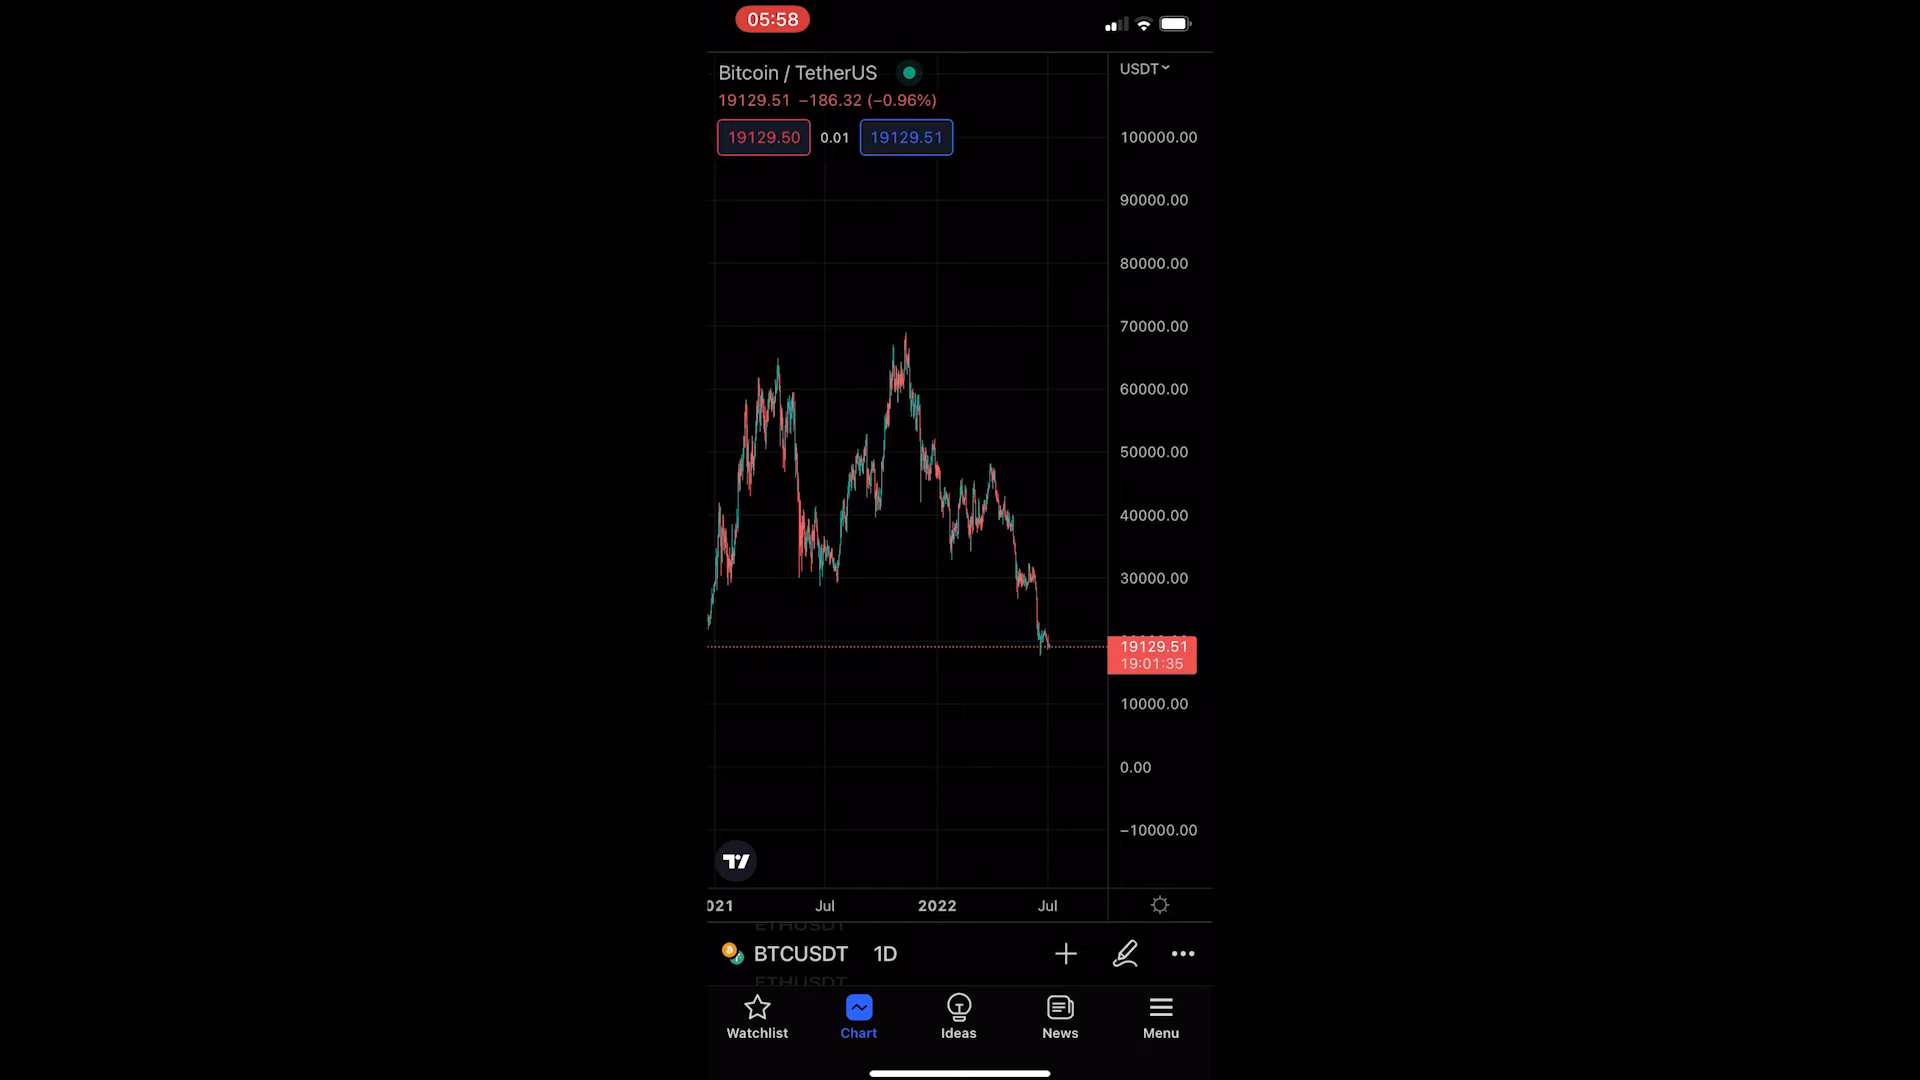 05:58
Bitcoin / TetherUS
USDT
19129.51 −186.32 (−0.96%)
19129.50 0.01 19129.51
100000.00
90000.00
80000.00
70000.00
60000.00
50000.00
40000.00
30000.00
19129.51
19:01:35
10000.00
0.00
−10000.00
021 Jul 2022 Jul
ETHUSDT
BTCUSDT 1D
ETHUSDT
Watchlist Chart Ideas News Menu